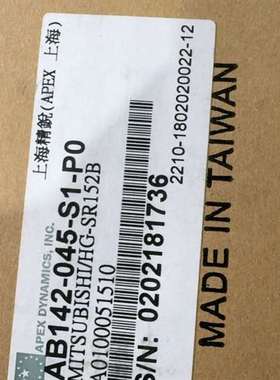 上海精銳(APEX 上海)
APEX DYNAMICS, INC.
AB142-045-S1-P0
MITSUBISHI/HG-SR152B
A01000051510
S/N: 0202181736
2210-1802020022-12
MADE IN TAIWAN